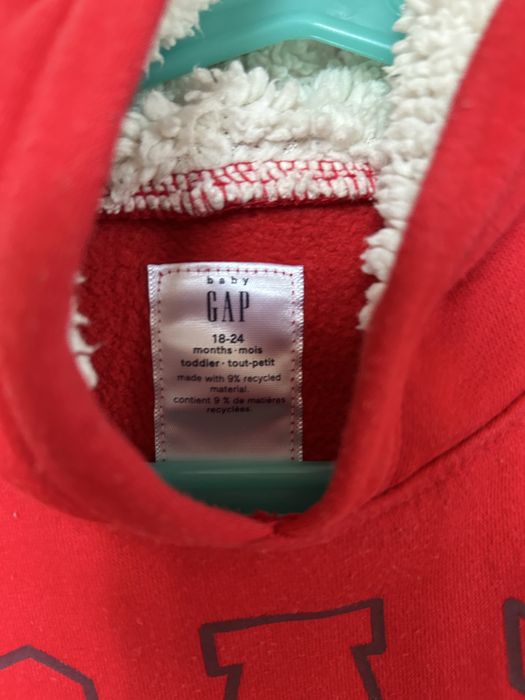 baby
GAP
18-24
months · mois
toddler · tout-petit
made with 9% recycled
material.
contient 9 % de matières
recyclées.